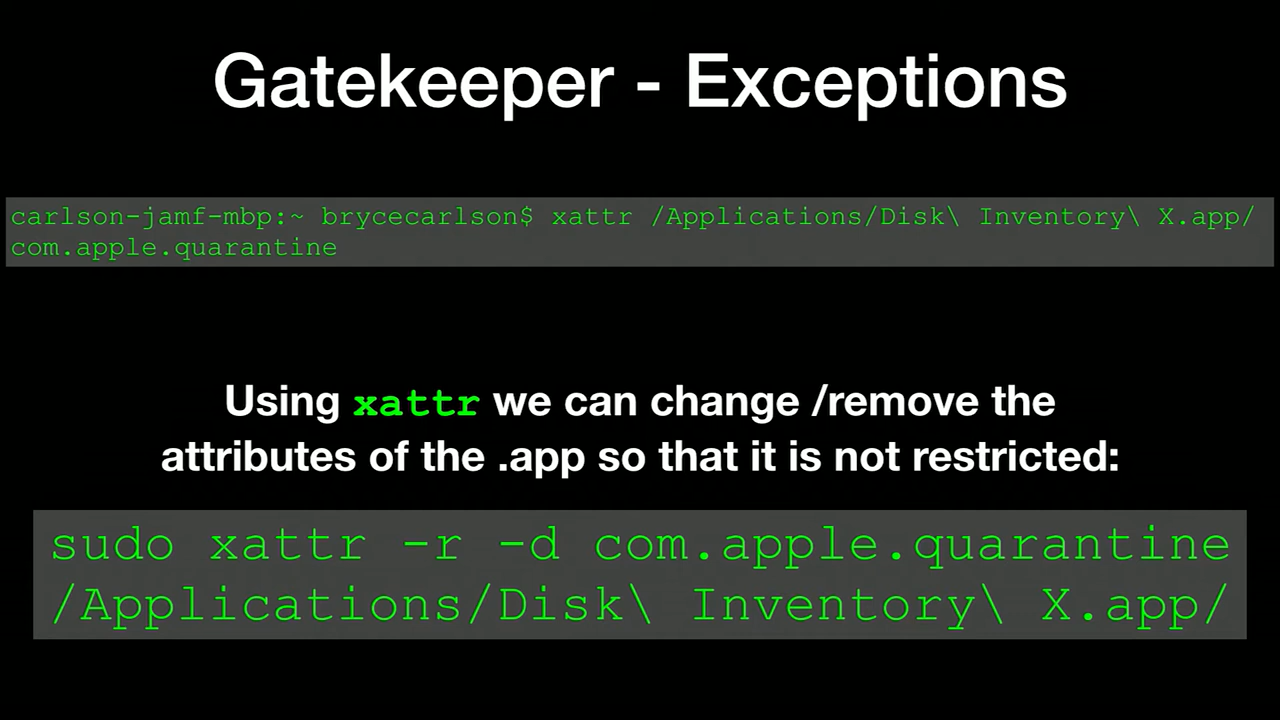 Gatekeeper - Exceptions
carlson-jamf-mbp:~ brycecarlson$ xattr /Applications/Disk\ Inventory\ X.app/
com.apple.quarantine
Using xattr we can change /remove the
attributes of the .app so that it is not restricted:
sudo xattr -r -d com.apple.quarantine
/Applications/Disk\ Inventory\ X.app/